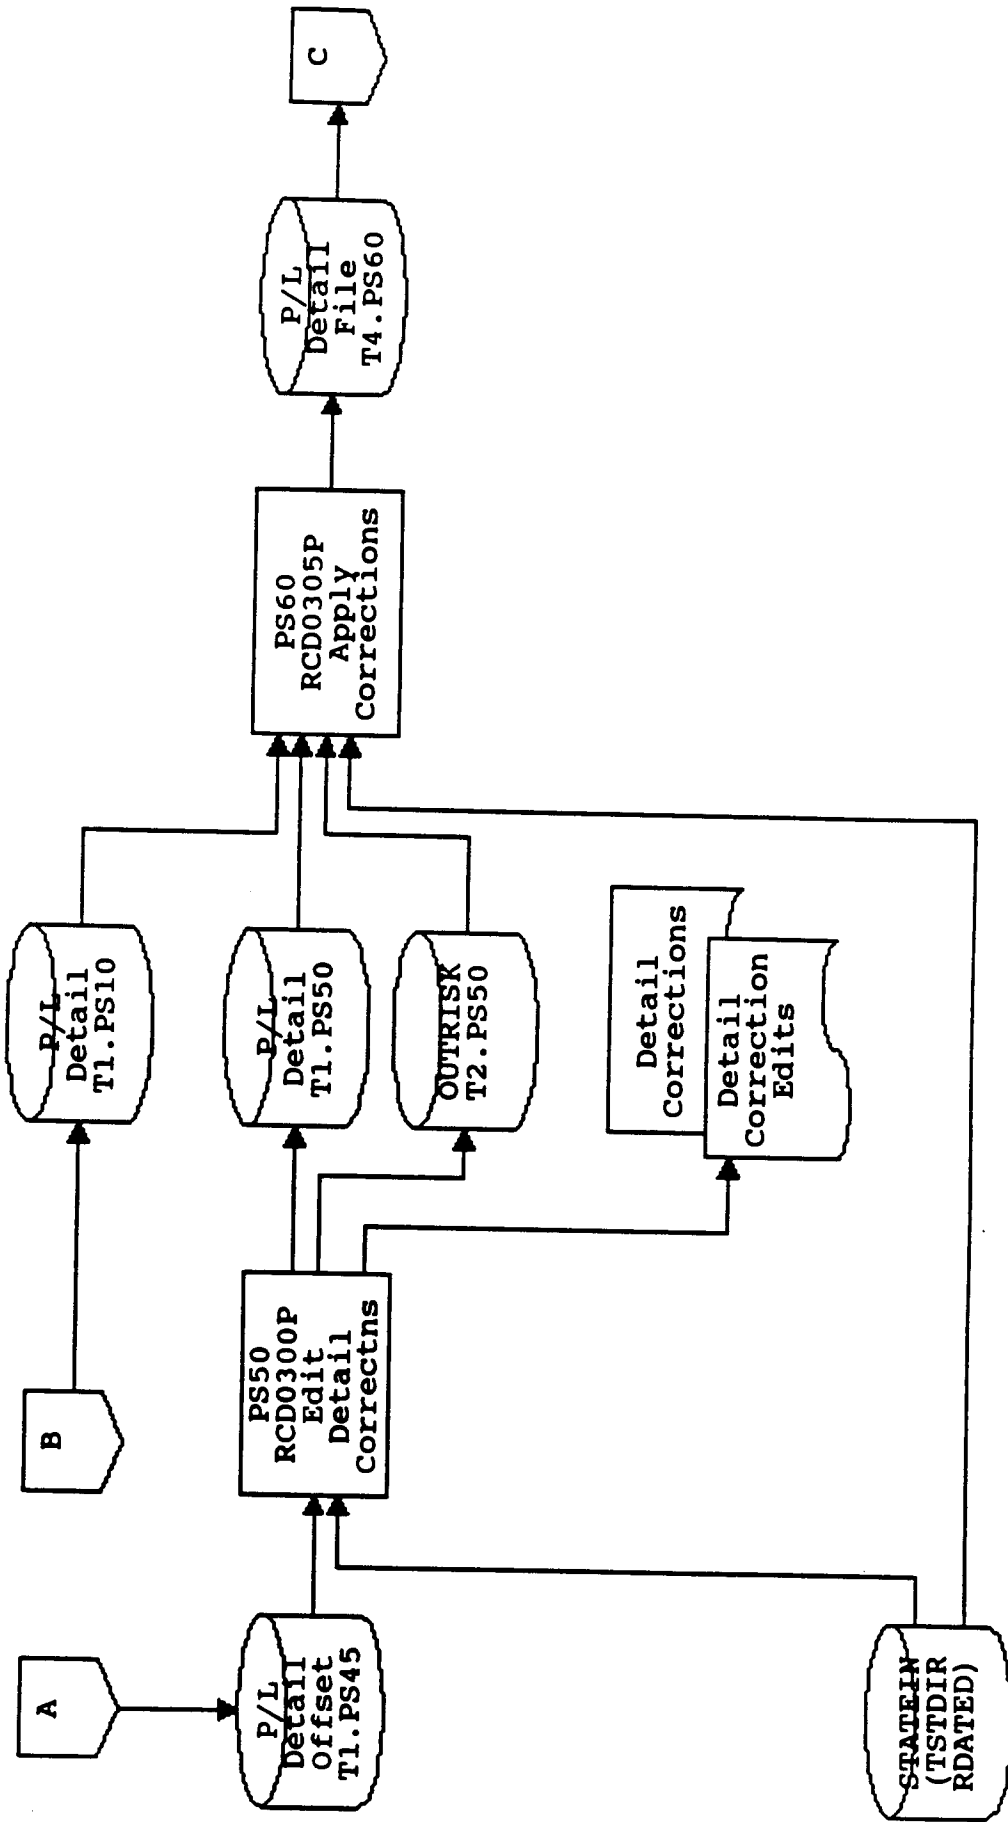 A
P/L
Detail
Offset
T1.PS45
STATEIN
(TSTDIR
RDATED)
B
PS50
RCD0300P
Edit
Detail
Correctns
P/L
Detail
T1.PS10
P/L
Detail
T1.PS50
OUTRISK
T2.PS50
Detail
Corrections
Detail
Correction
Edits
PS60
RCD0305P
Apply
Corrections
P/L
Detail
File
T4.PS60
C